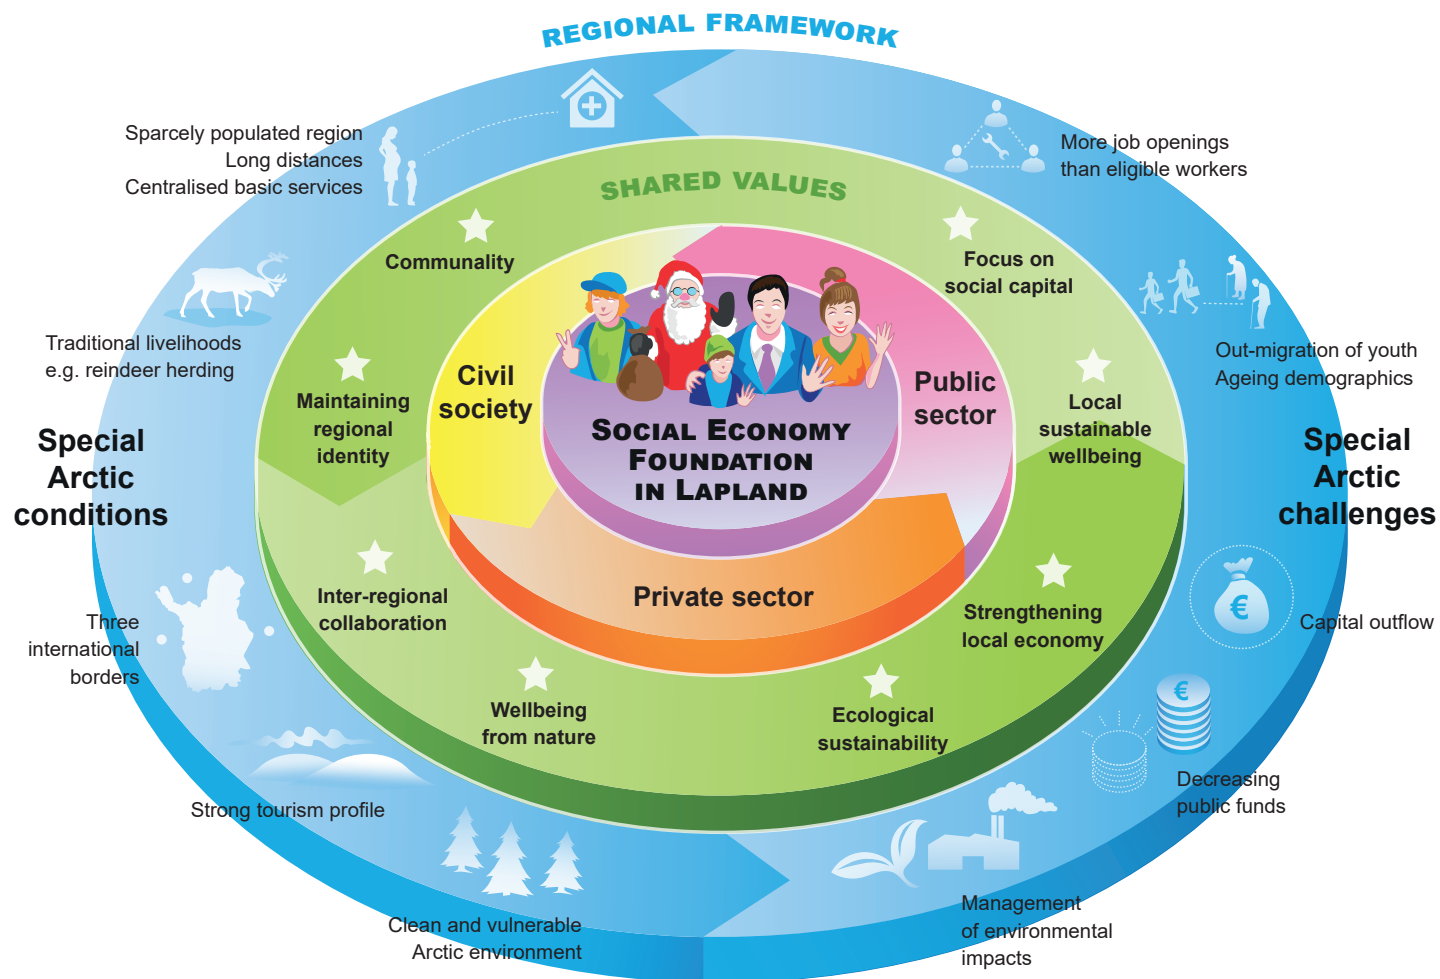 REGIONAL FRAMEWORK
Sparcely populated region
Long distances
Centralised basic services
More job openings
than eligible workers
SHARED VALUES
Communality
Focus on
social capital
Traditional livelihoods
e.g. reindeer herding
Out-migration of youth
Ageing demographics
Maintaining
regional
identity
Civil
society
Public
sector
Local
sustainable
wellbeing
Special
Arctic
conditions
SOCIAL ECONOMY
FOUNDATION
IN LAPLAND
Special
Arctic
challenges
Inter-regional
collaboration
Private sector
Strengthening
local economy
Three
international
borders
€
Capital outflow
Wellbeing
from nature
Ecological
sustainability
€
Decreasing
public funds
Strong tourism profile
Clean and vulnerable
Arctic environment
Management
of environmental
impacts